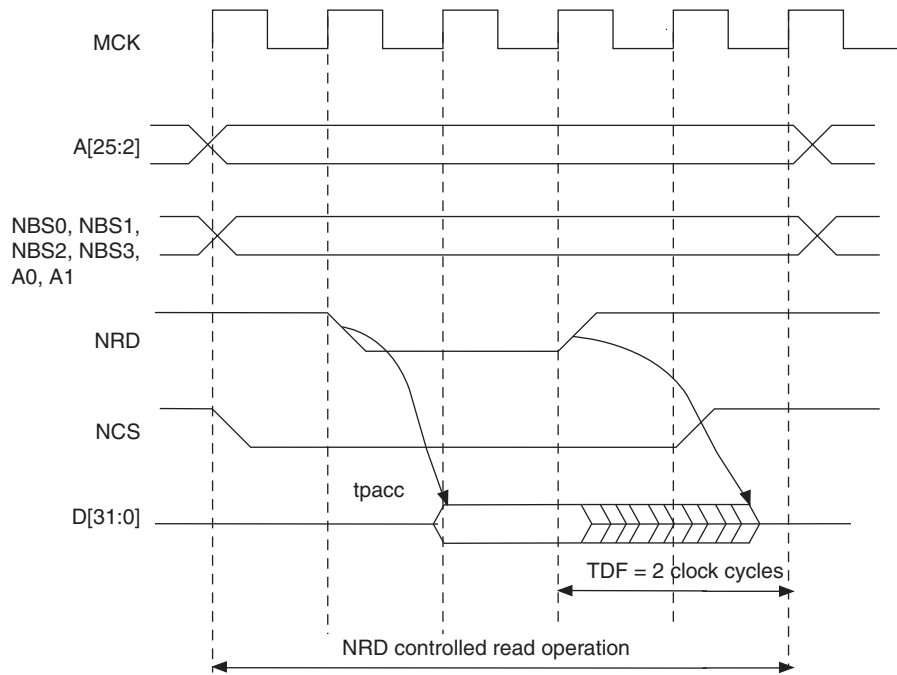 MCK
A[25:2]
NBS0, NBS1,
NBS2, NBS3,
A0, A1
NRD
NCS
tpacc
D[31:0]
TDF = 2 clock cycles
NRD controlled read operation